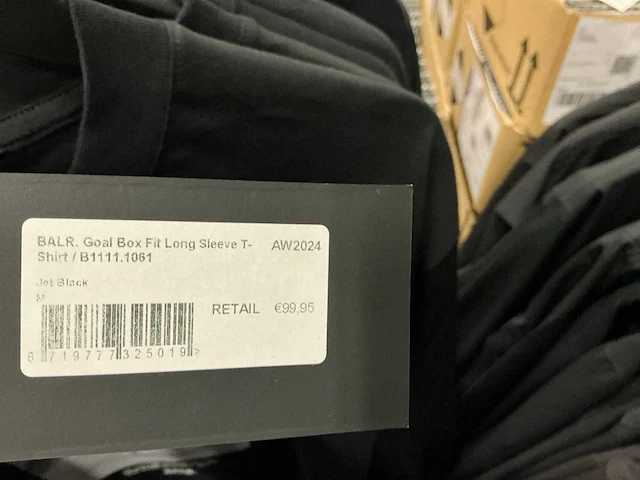 BALR. Goal Box Fit Long Sleeve T-
Shirt / B1111.1061
AW2024
Jet Black
M
RETAIL €99,95
8 719777 325019 >